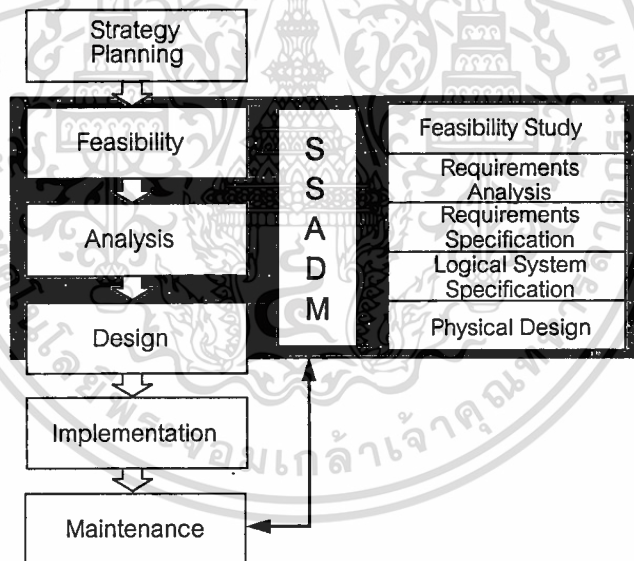 Strategy
Planning
Feasibility
Analysis
Design
Implementation
Maintenance
S
S
A
D
M
Feasibility Study
Requirements
Analysis
Requirements
Specification
Logical System
Specification
Physical Design